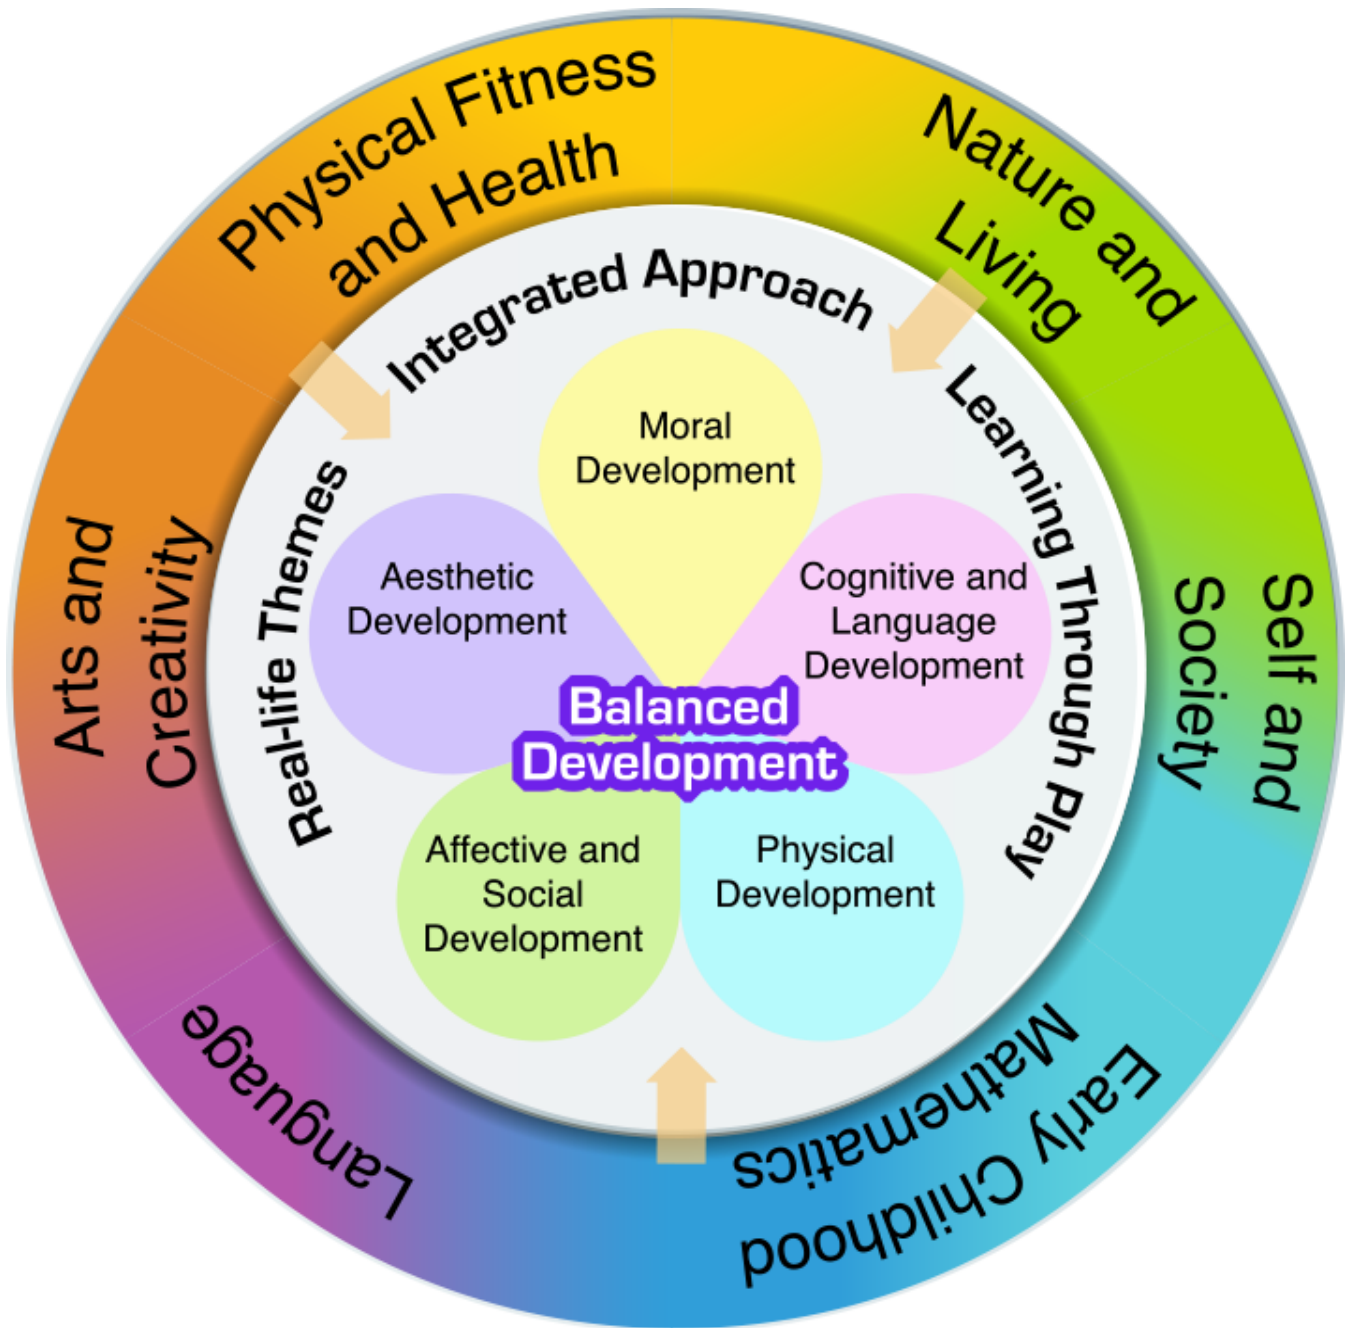 Physical Fitness
and Health
Nature and
Living
Self and
Society
Early Childhood
Mathematics
Language
Arts and
Creativity
Integrated Approach
Learning Through Play
Real-life Themes
Moral
Development
Cognitive and
Language
Development
Physical
Development
Affective and
Social
Development
Aesthetic
Development
Balanced
Development